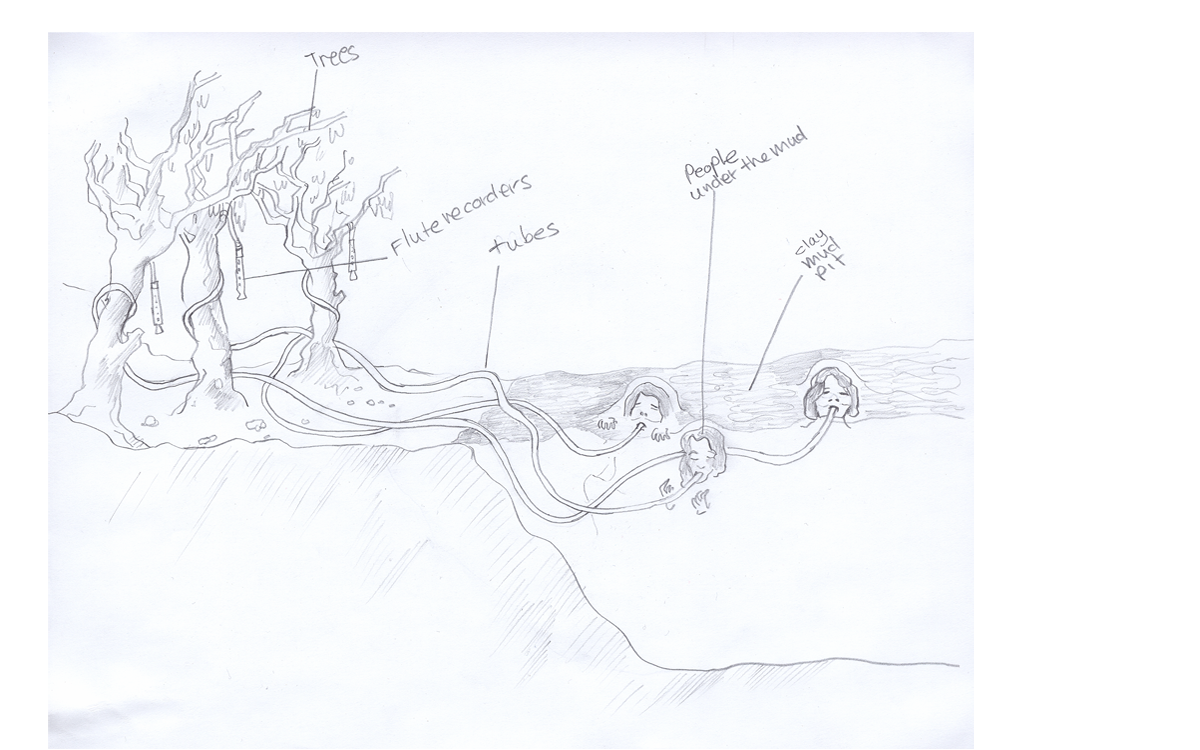 Trees
Flute recorders
tubes
People
under the mud
clay
mud
pit